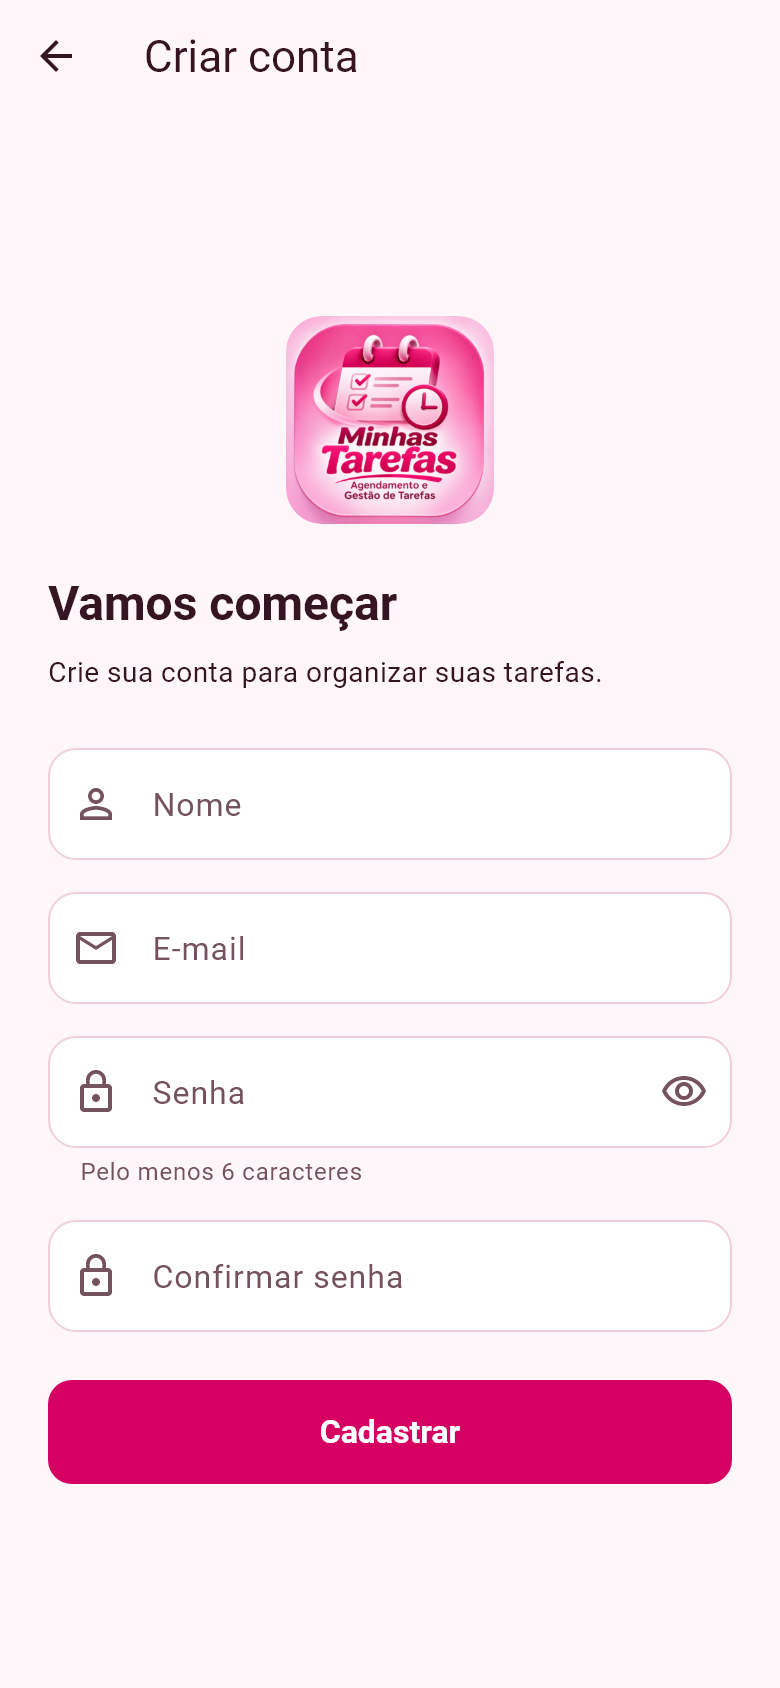 Criar conta
Minhas
Tarefas
Agendamento e
Gestão de Tarefas
Vamos começar
Crie sua conta para organizar suas tarefas.
Nome
E-mail
Senha
Pelo menos 6 caracteres
Confirmar senha
Cadastrar